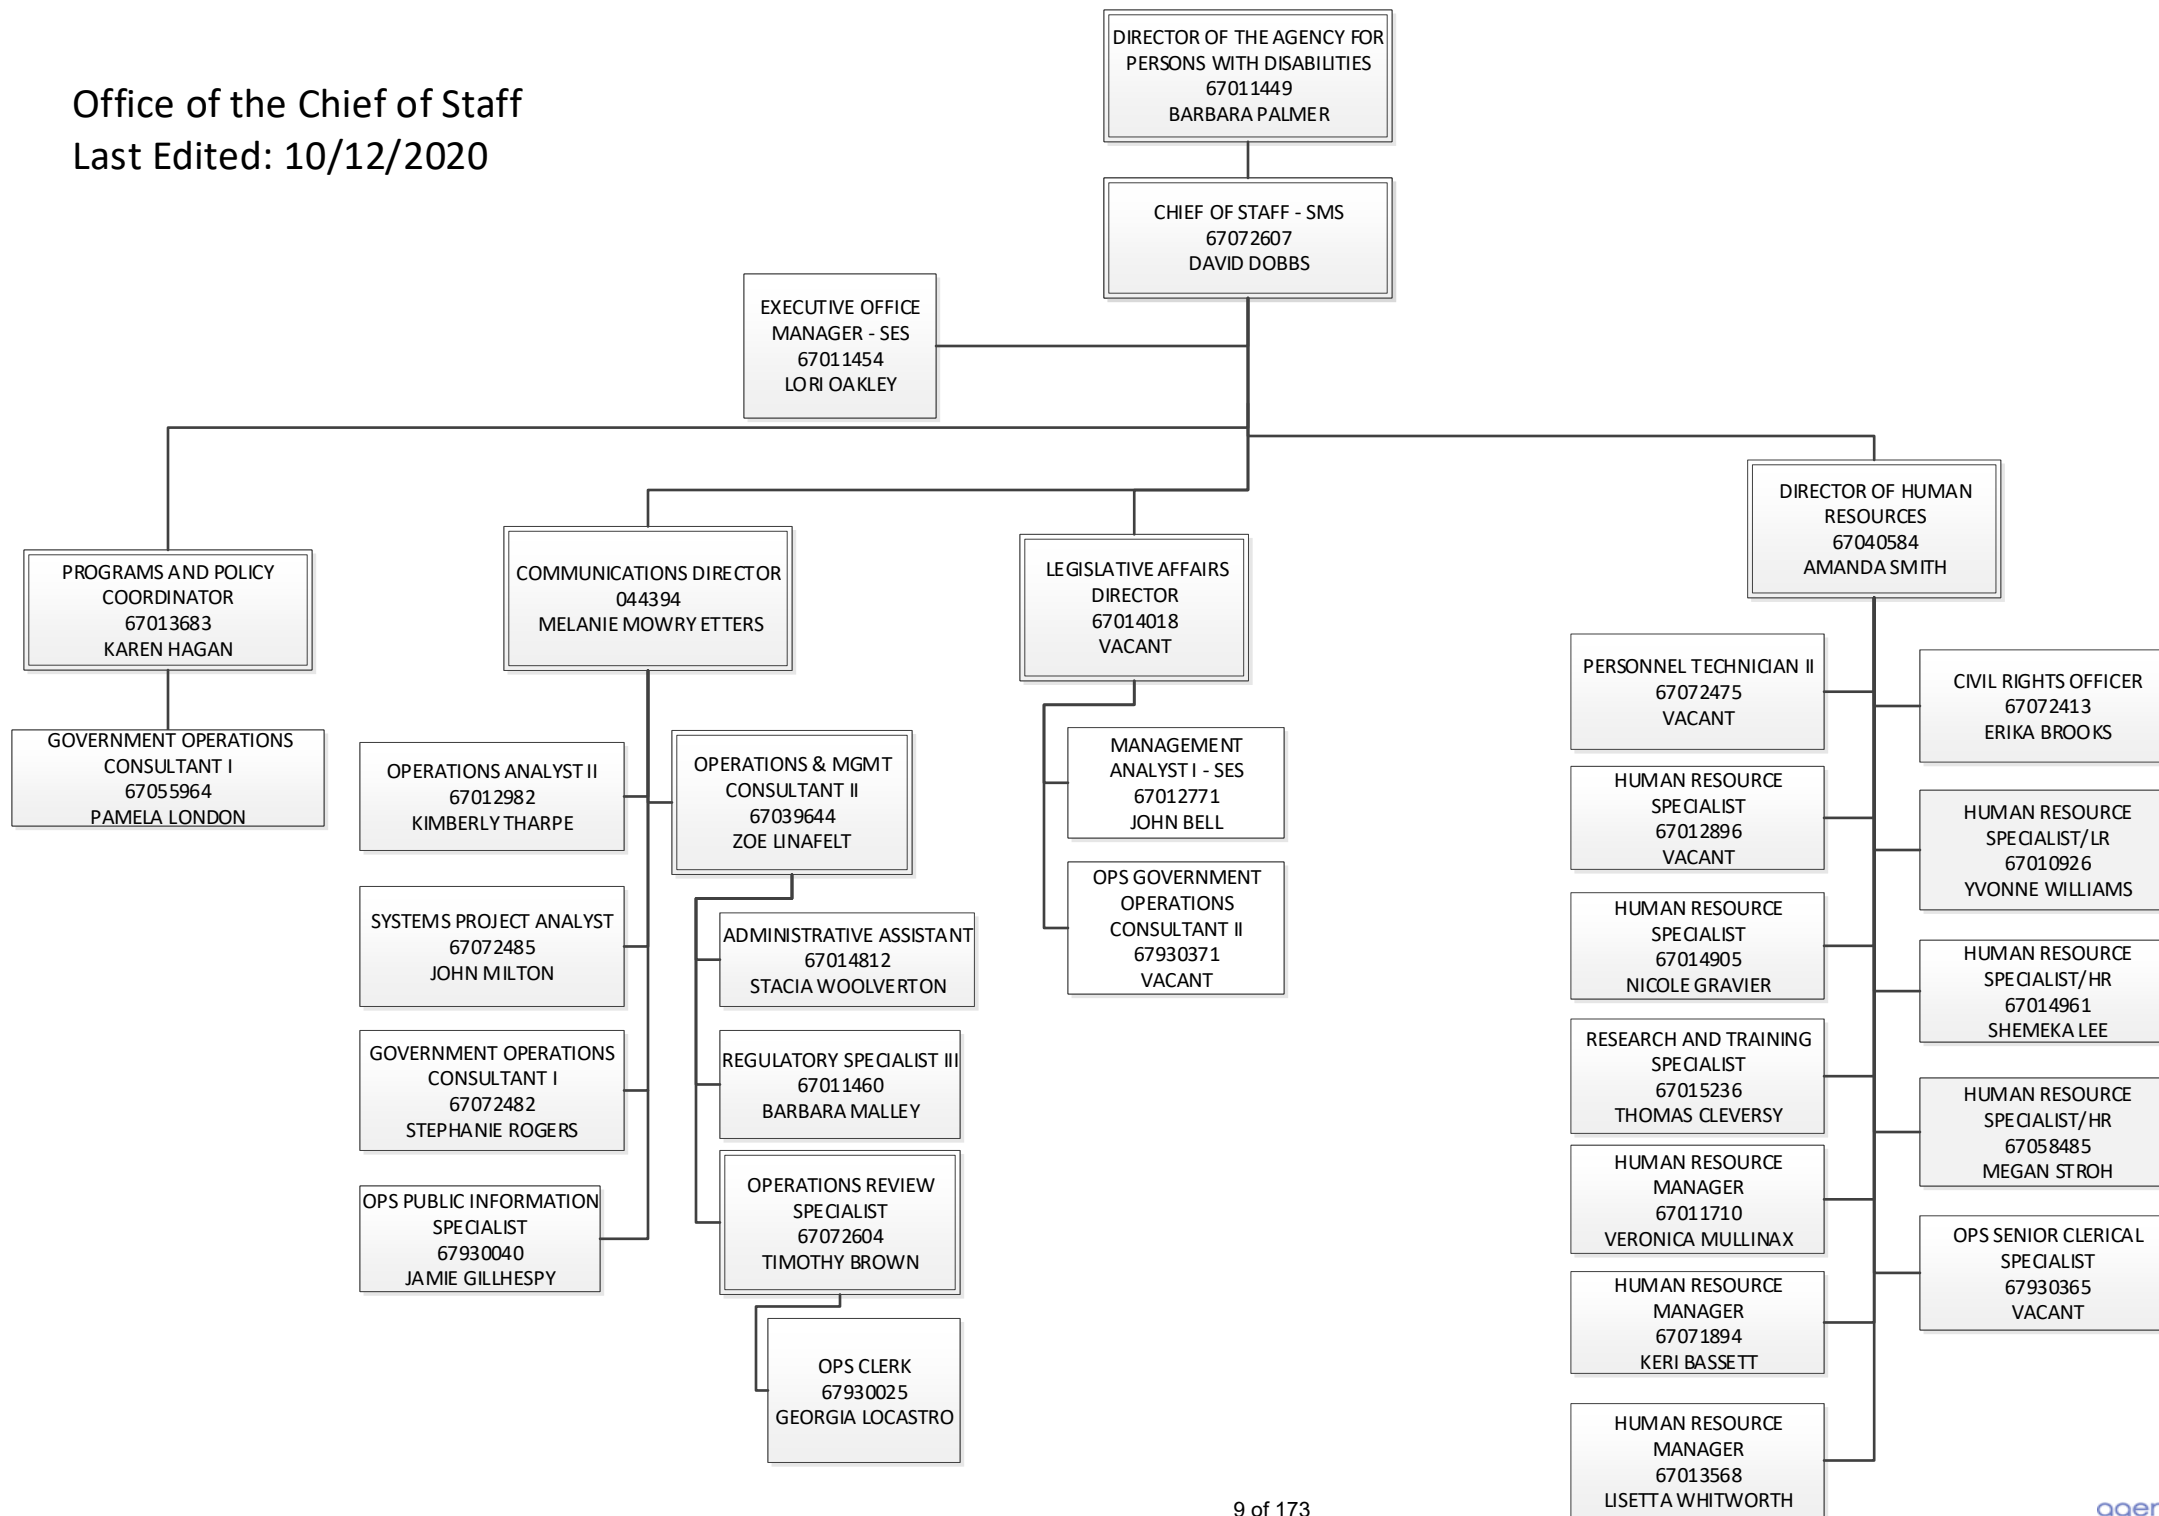 Office of the Chief of Staff
Last Edited: 10/12/2020
DIRECTOR OF THE AGENCY FOR
PERSONS WITH DISABILITIES
67011449
BARBARA PALMER
CHIEF OF STAFF - SMS
67072607
DAVID DOBBS
EXECUTIVE OFFICE
MANAGER - SES
67011454
LORI OAKLEY
PROGRAMS AND POLICY
COORDINATOR
67013683
KAREN HAGAN
GOVERNMENT OPERATIONS
CONSULTANT I
67055964
PAMELA LONDON
COMMUNICATIONS DIRECTOR
044394
MELANIE MOWRY ETTERS
OPERATIONS ANALYST II
67012982
KIMBERLY THARPE
SYSTEMS PROJECT ANALYST
67072485
JOHN MILTON
GOVERNMENT OPERATIONS
CONSULTANT I
67072482
STEPHANIE ROGERS
OPS PUBLIC INFORMATION
SPECIALIST
67930040
JAMIE GILLHESPY
OPERATIONS & MGMT
CONSULTANT II
67039644
ZOE LINAFELT
ADMINISTRATIVE ASSISTANT
67014812
STACIA WOOLVERTON
REGULATORY SPECIALIST III
67011460
BARBARA MALLEY
OPERATIONS REVIEW
SPECIALIST
67072604
TIMOTHY BROWN
OPS CLERK
67930025
GEORGIA LOCASTRO
LEGISLATIVE AFFAIRS
DIRECTOR
67014018
VACANT
MANAGEMENT
ANALYST I - SES
67012771
JOHN BELL
OPS GOVERNMENT
OPERATIONS
CONSULTANT II
67930371
VACANT
DIRECTOR OF HUMAN
RESOURCES
67040584
AMANDA SMITH
PERSONNEL TECHNICIAN II
67072475
VACANT
HUMAN RESOURCE
SPECIALIST
67012896
VACANT
HUMAN RESOURCE
SPECIALIST
67014905
NICOLE GRAVIER
RESEARCH AND TRAINING
SPECIALIST
67015236
THOMAS CLEVERSY
HUMAN RESOURCE
MANAGER
67011710
VERONICA MULLINAX
HUMAN RESOURCE
MANAGER
67071894
KERI BASSETT
HUMAN RESOURCE
MANAGER
67013568
LISETTA WHITWORTH
CIVIL RIGHTS OFFICER
67072413
ERIKA BROOKS
HUMAN RESOURCE
SPECIALIST/LR
67010926
YVONNE WILLIAMS
HUMAN RESOURCE
SPECIALIST/HR
67014961
SHEMEKA LEE
HUMAN RESOURCE
SPECIALIST/HR
67058485
MEGAN STROH
OPS SENIOR CLERICAL
SPECIALIST
67930365
VACANT
9 of 173